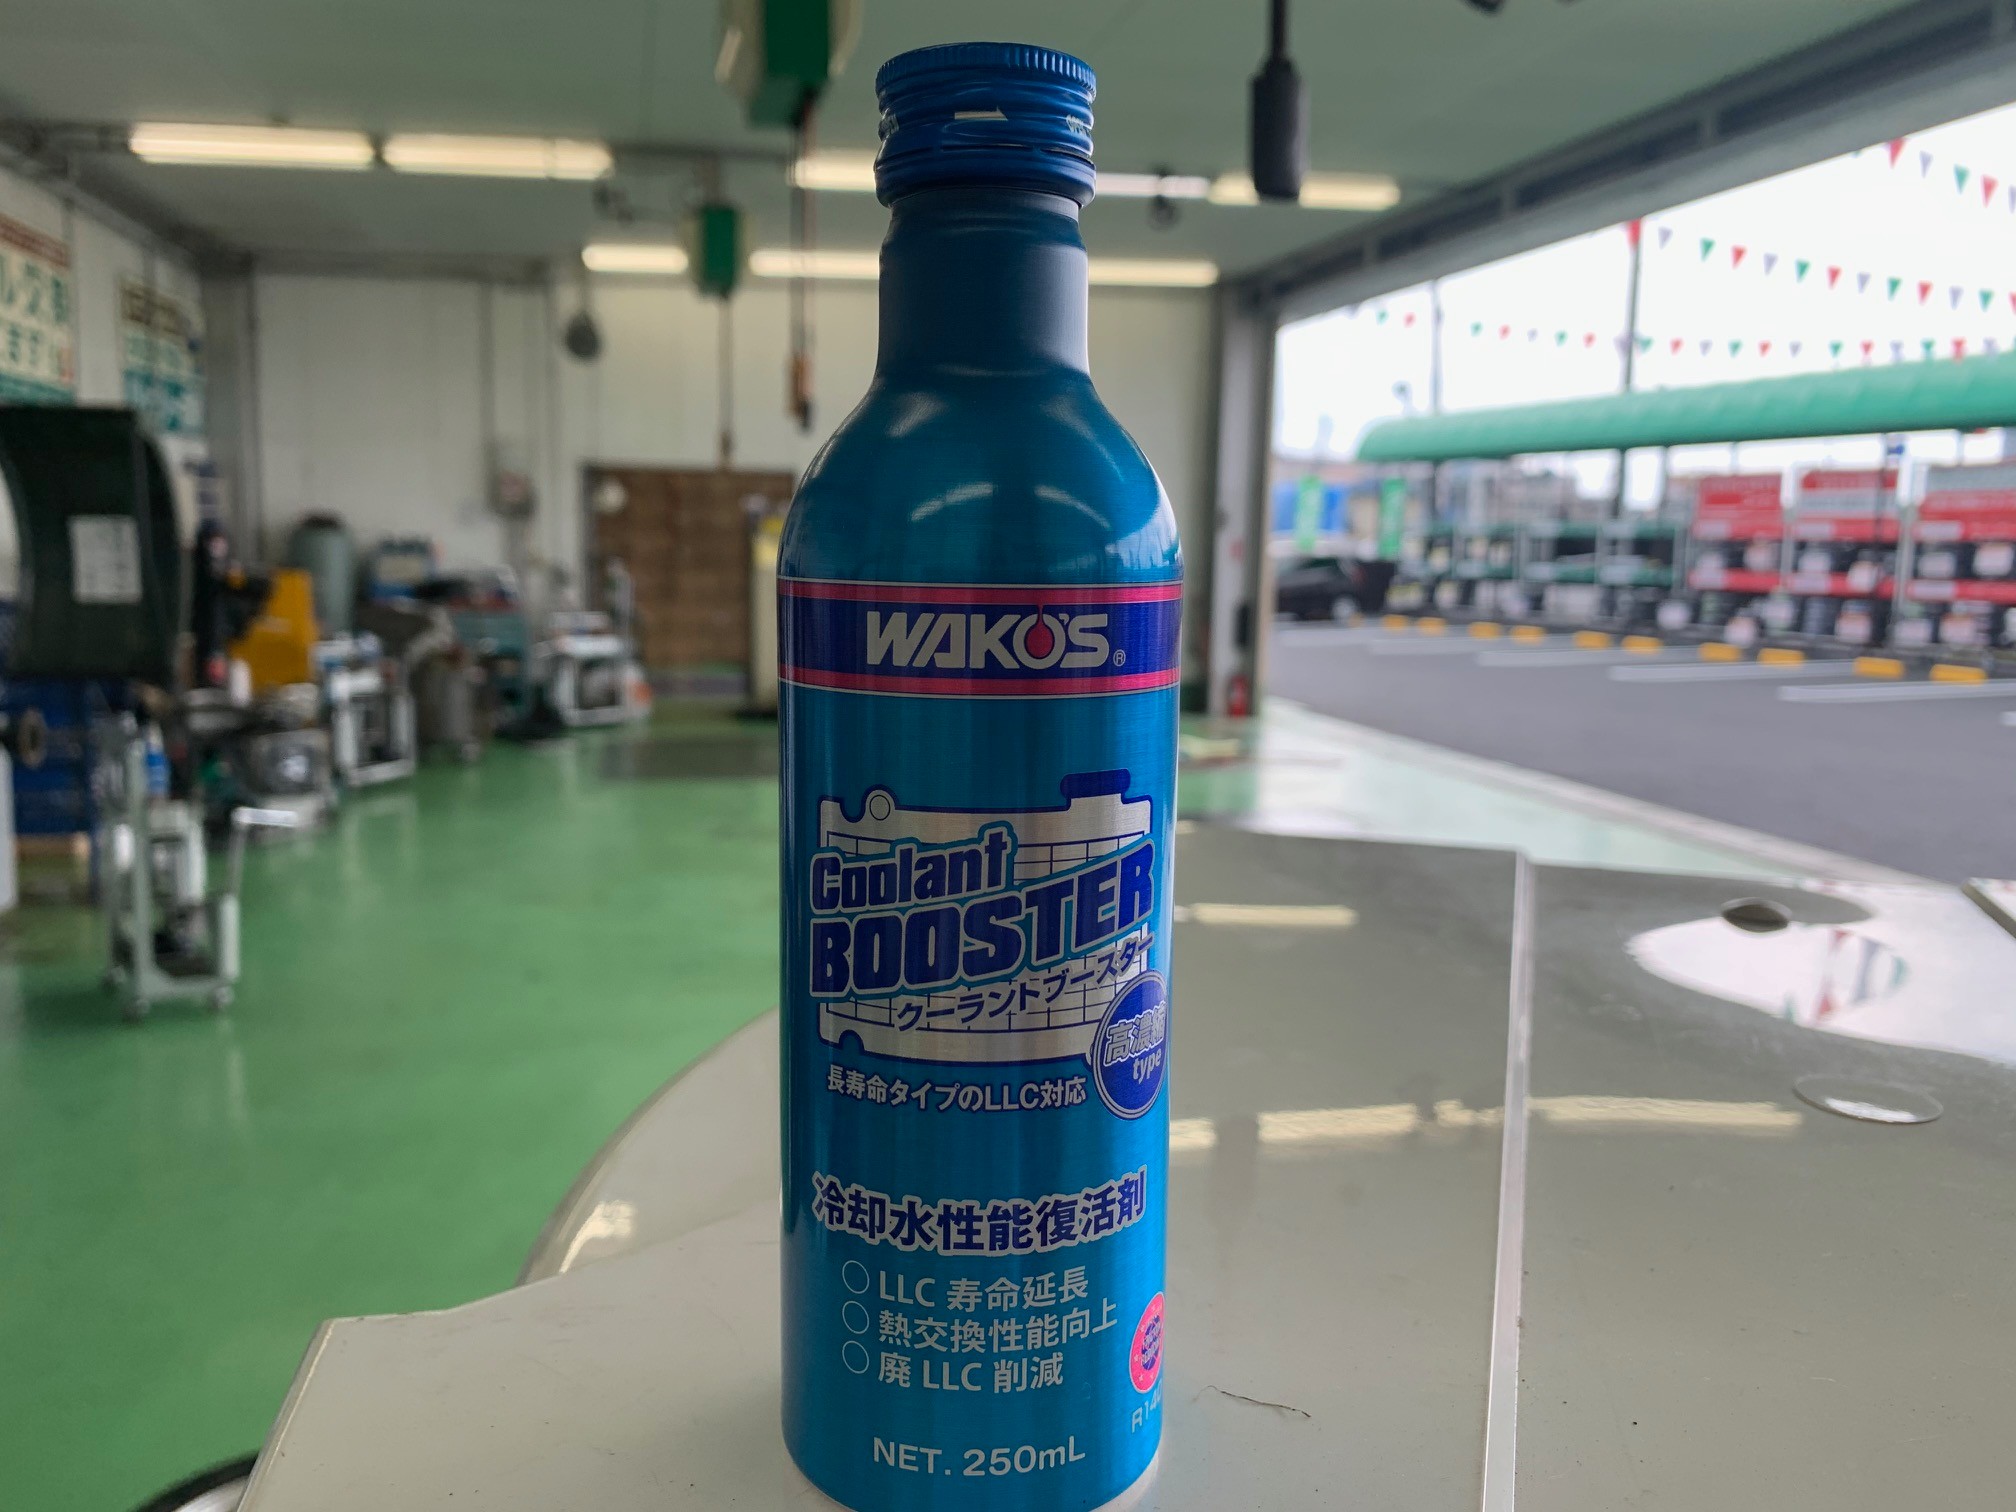 WAKO'S®
Coolant
BOOSTER
クーラントブースター
高濃縮
type
長寿命タイプのLLC対応
冷却水性能復活剤
○LLC 寿命延長
○熱交換性能向上
○廃 LLC 削減
NET. 250mL